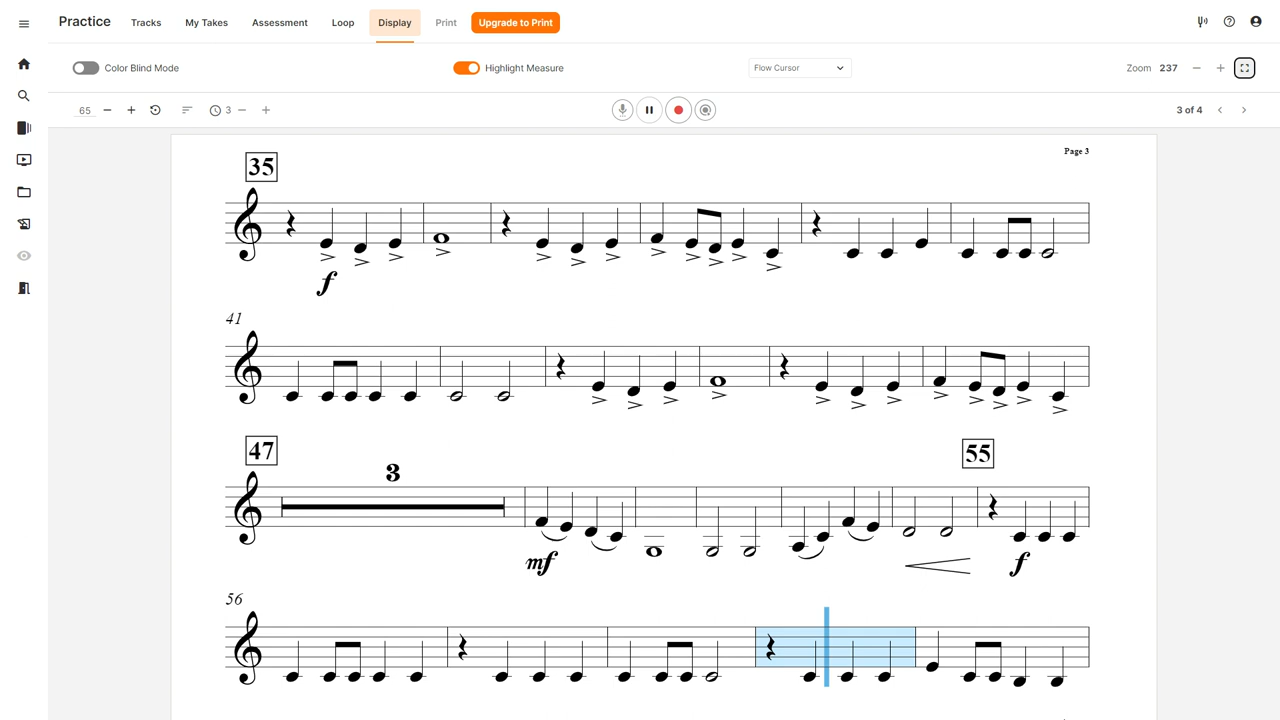 Practice Tracks My Takes Assessment Loop Display Print Upgrade to Print
Color Blind Mode Highlight Measure Flow Cursor Zoom 237
65 3 3 of 4
Page 3
35
f
41
47 3 55
mf f
56